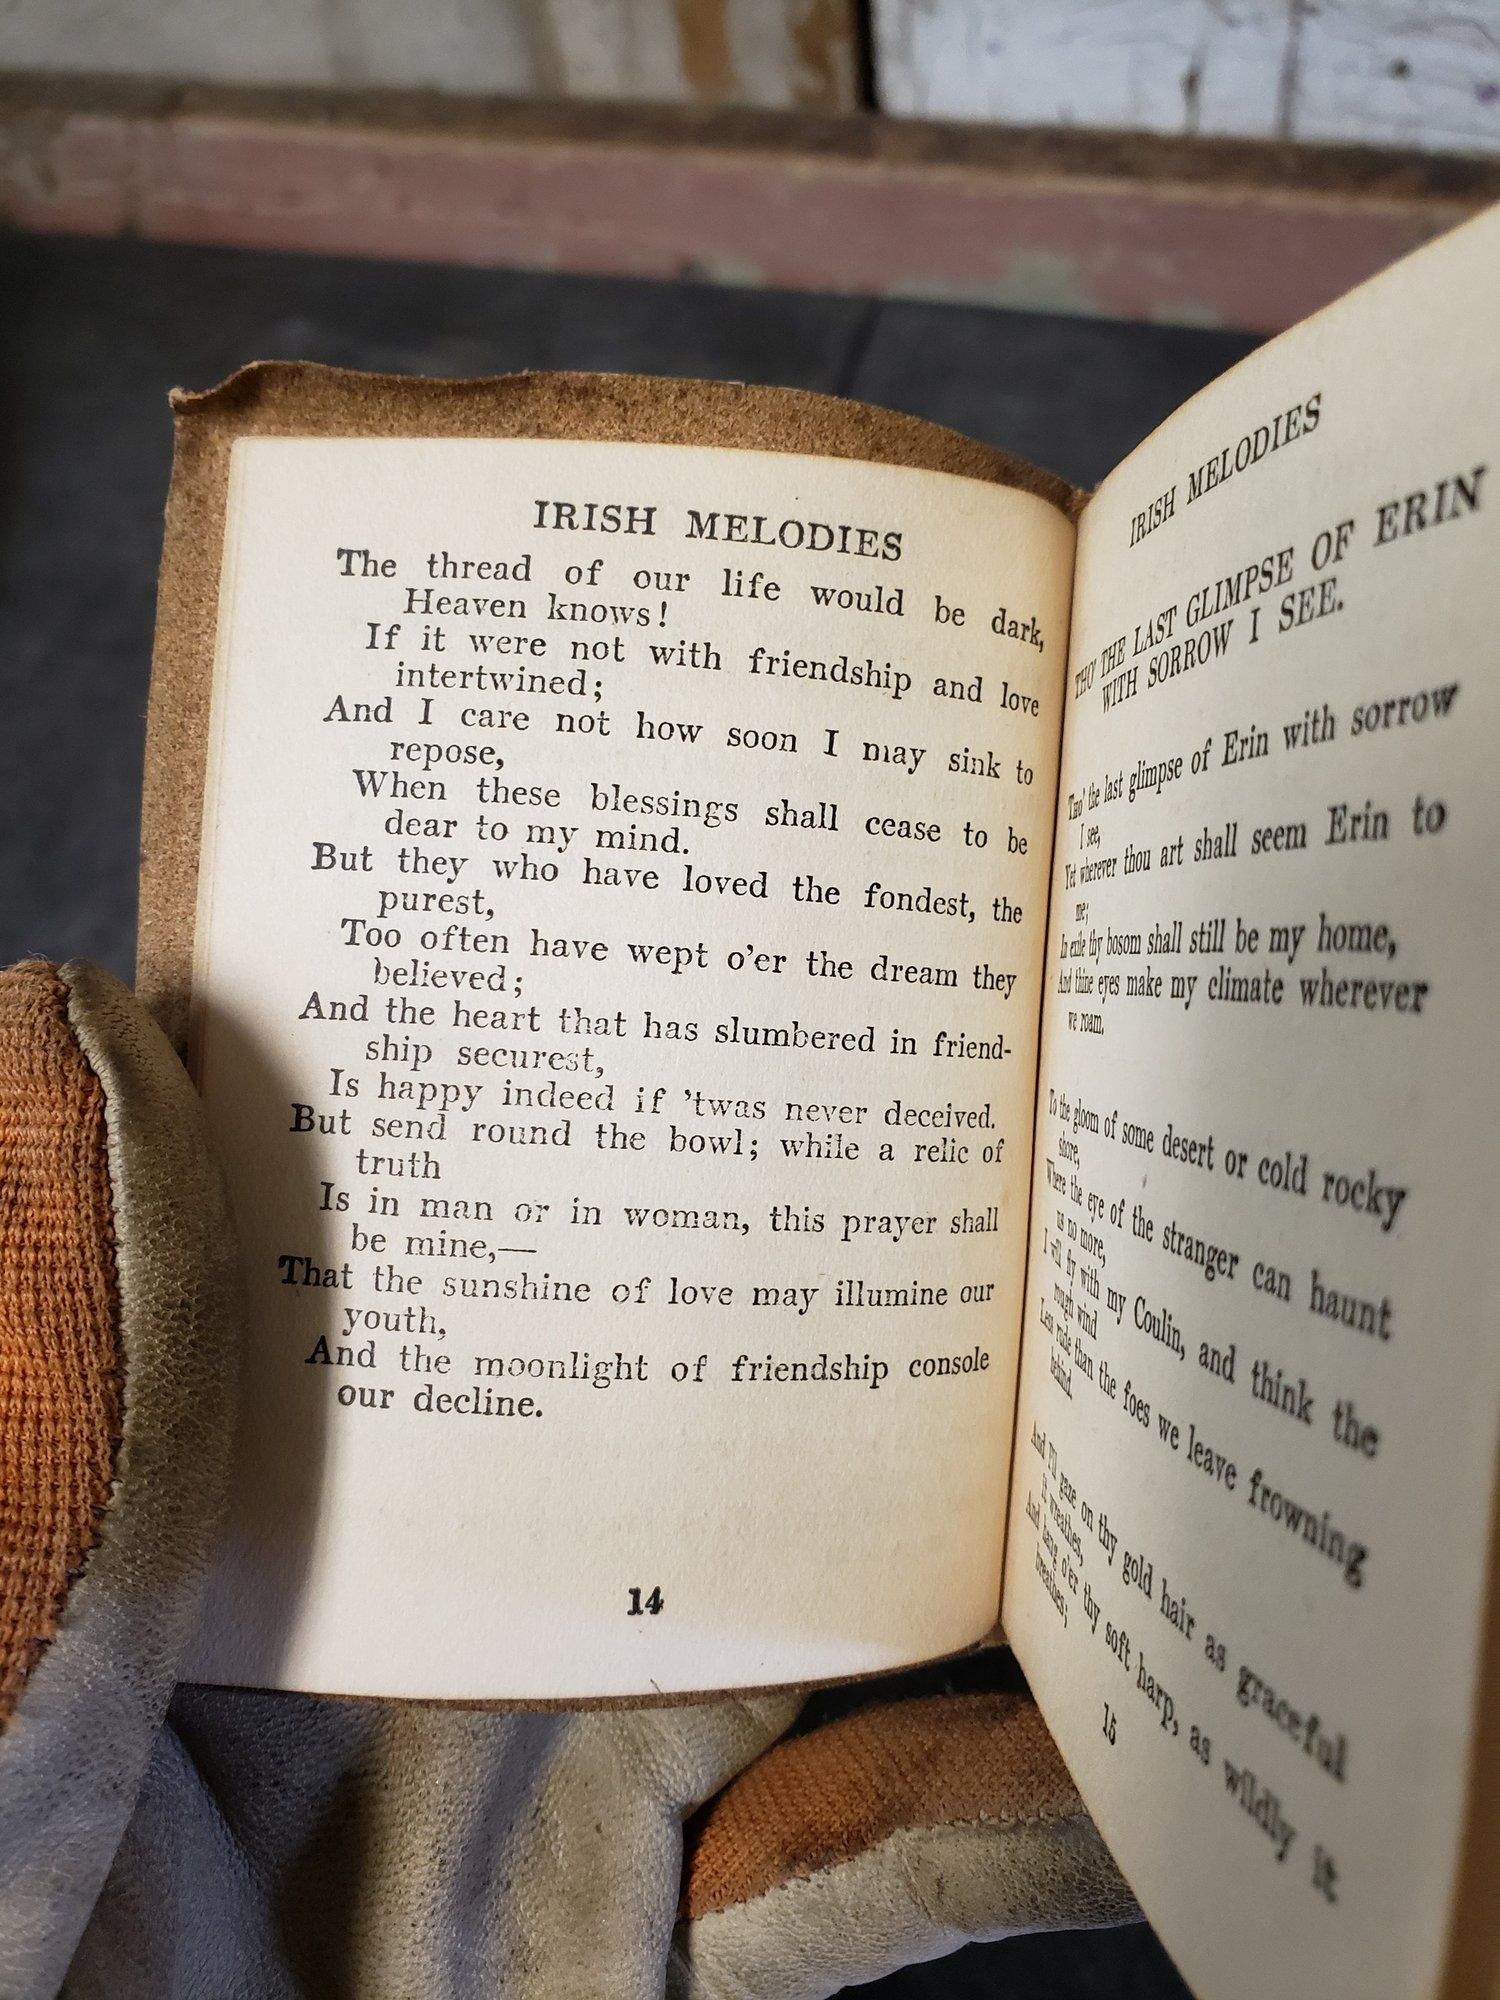 IRISH MELODIES
The thread of our life would be dark,
Heaven knows!
If it were not with friendship and love
intertwined;
And I care not how soon I may sink to
repose,
When these blessings shall cease to be
dear to my mind.
But they who have loved the fondest, the
purest,
Too often have wept o'er the dream they
believed;
And the heart that has slumbered in friend-
ship securest,
Is happy indeed if 'twas never deceived.
But send round the bowl; while a relic of
truth
Is in man or in woman, this prayer shall
be mine,—
That the sunshine of love may illumine our
youth,
And the moonlight of friendship console
our decline.
14
IRISH MELODIES
THO' THE LAST GLIMPSE OF ERIN
WITH SORROW I SEE.
Tho' the last glimpse of Erin with sorrow
I see,
Yet wherever thou art shall seem Erin to
me;
In exile thy bosom shall still be my home,
And thine eyes make my climate wherever
we roam.
To the gloom of some desert or cold rocky
shore,
Where the eye of the stranger can haunt
us no more,
I will fly with my Coulin, and think the
rough wind
Less rude than the foes we leave frowning
behind.
And I'll gaze on thy gold hair as graceful
it wreathes,
And hang o'er thy soft harp, as wildly it
breathes;
15